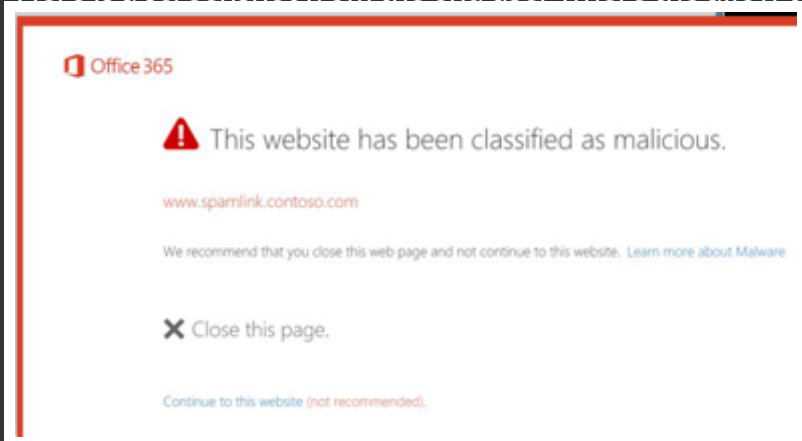 Office 365
This website has been classified as malicious.
www.spamlink.contoso.com
We recommend that you close this web page and not continue to this website. Learn more about Malware
Close this page.
Continue to this website (not recommended).